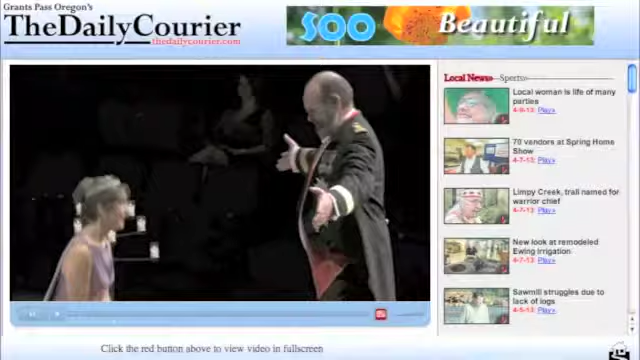 Grants Pass Oregon's
TheDailyCourier
thedailycourier.com
SOO Beautiful
Local News» Sports»
Local woman is life of many
parties
4-9-13: Play»
70 vendors at Spring Home
Show
4-7-13: Play»
Limpy Creek, trail named for
warrior chief
4-7-13: Play»
New look at remodeled
Ewing Irrigation
4-7-13: Play»
Sawmill struggles due to
lack of logs
4-5-13: Play»
Click the red button above to view video in fullscreen